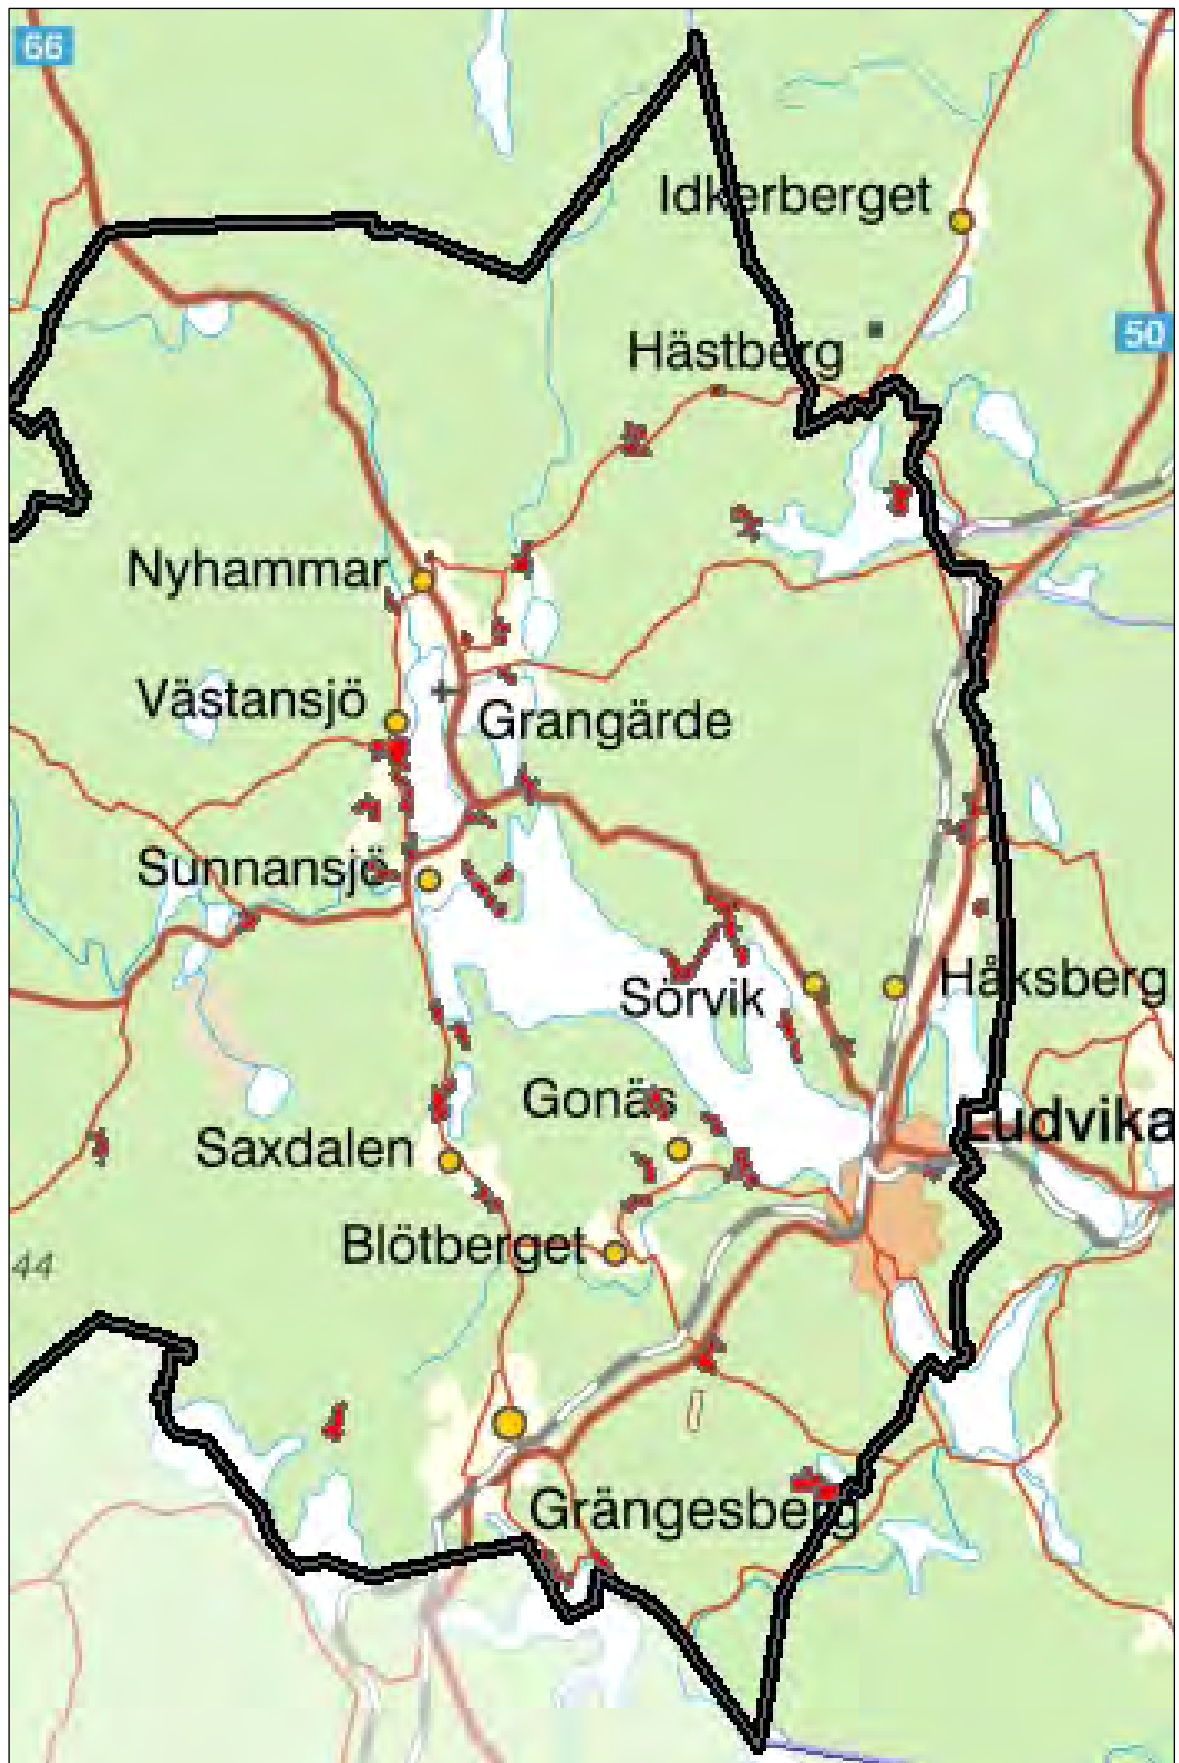 66
Idkerberget
50
Hästberg
Nyhammar
Västansjö
Grangärde
Sunnansjö
Håksberg
Sörvik
Gonäs
Ludvika
Saxdalen
Blötberget
44
Grängesberg